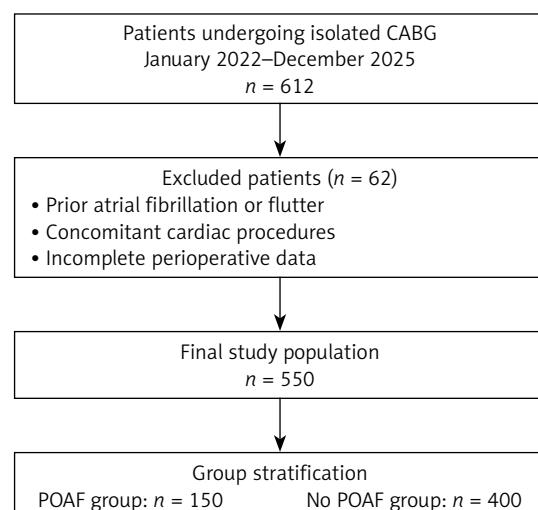 Patients undergoing isolated CABG
January 2022–December 2025
n = 612
Excluded patients (n = 62)
• Prior atrial fibrillation or flutter
• Concomitant cardiac procedures
• Incomplete perioperative data
Final study population
n = 550
Group stratification
POAF group: n = 150 No POAF group: n = 400